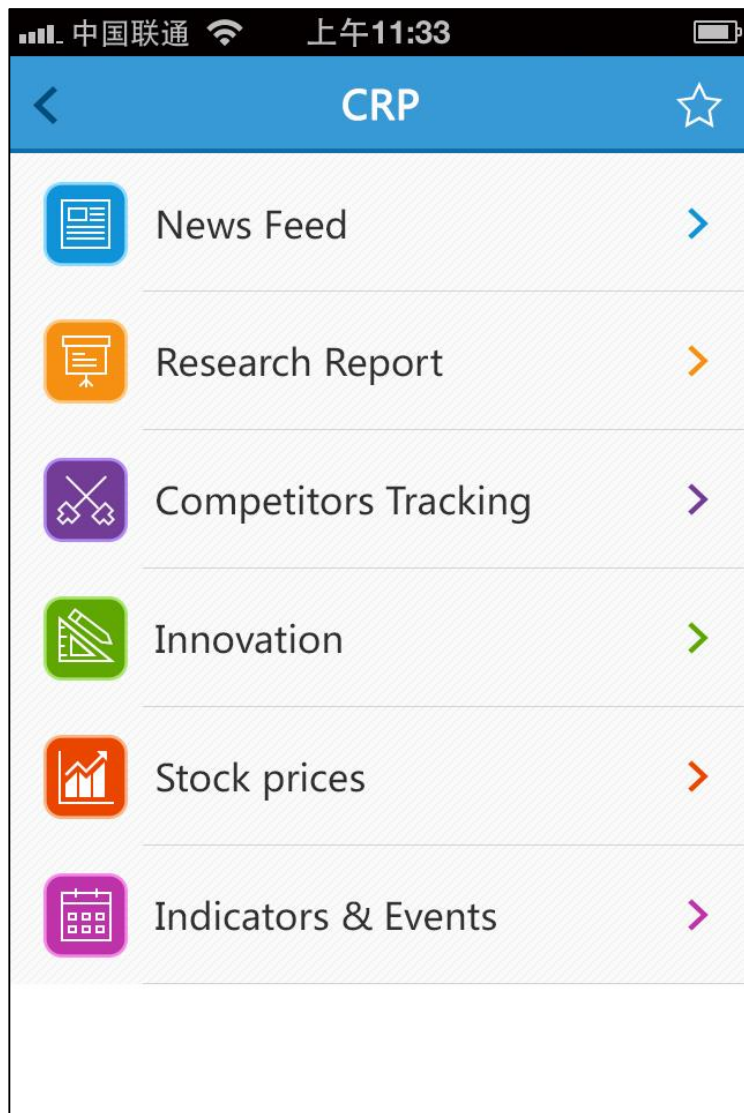 中国联通 上午11:33
CRP
News Feed
Research Report
Competitors Tracking
Innovation
Stock prices
Indicators & Events